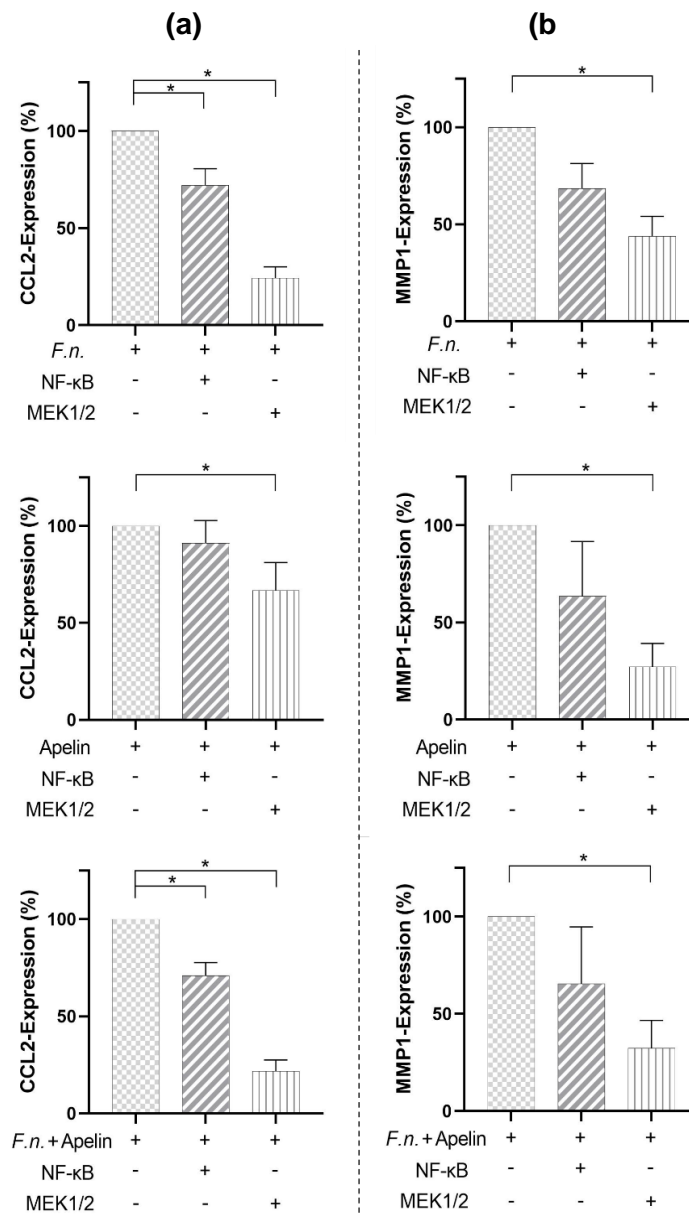 (a)
(b
CCL2-Expression (%)
100
50
0
*
*
F.n. + + +
NF-κB - + -
MEK1/2 - - +
MMP1-Expression (%)
100
50
0
*
F.n. + + +
NF-κB - + -
MEK1/2 - - +
CCL2-Expression (%)
100
50
0
*
Apelin + + +
NF-κB - + -
MEK1/2 - - +
MMP1-Expression (%)
100
50
0
*
Apelin + + +
NF-κB - + -
MEK1/2 - - +
CCL2-Expression (%)
100
50
0
*
*
F.n. + Apelin + + +
NF-κB - + -
MEK1/2 - - +
MMP1-Expression (%)
100
50
0
*
F.n. + Apelin + + +
NF-κB - + -
MEK1/2 - - +